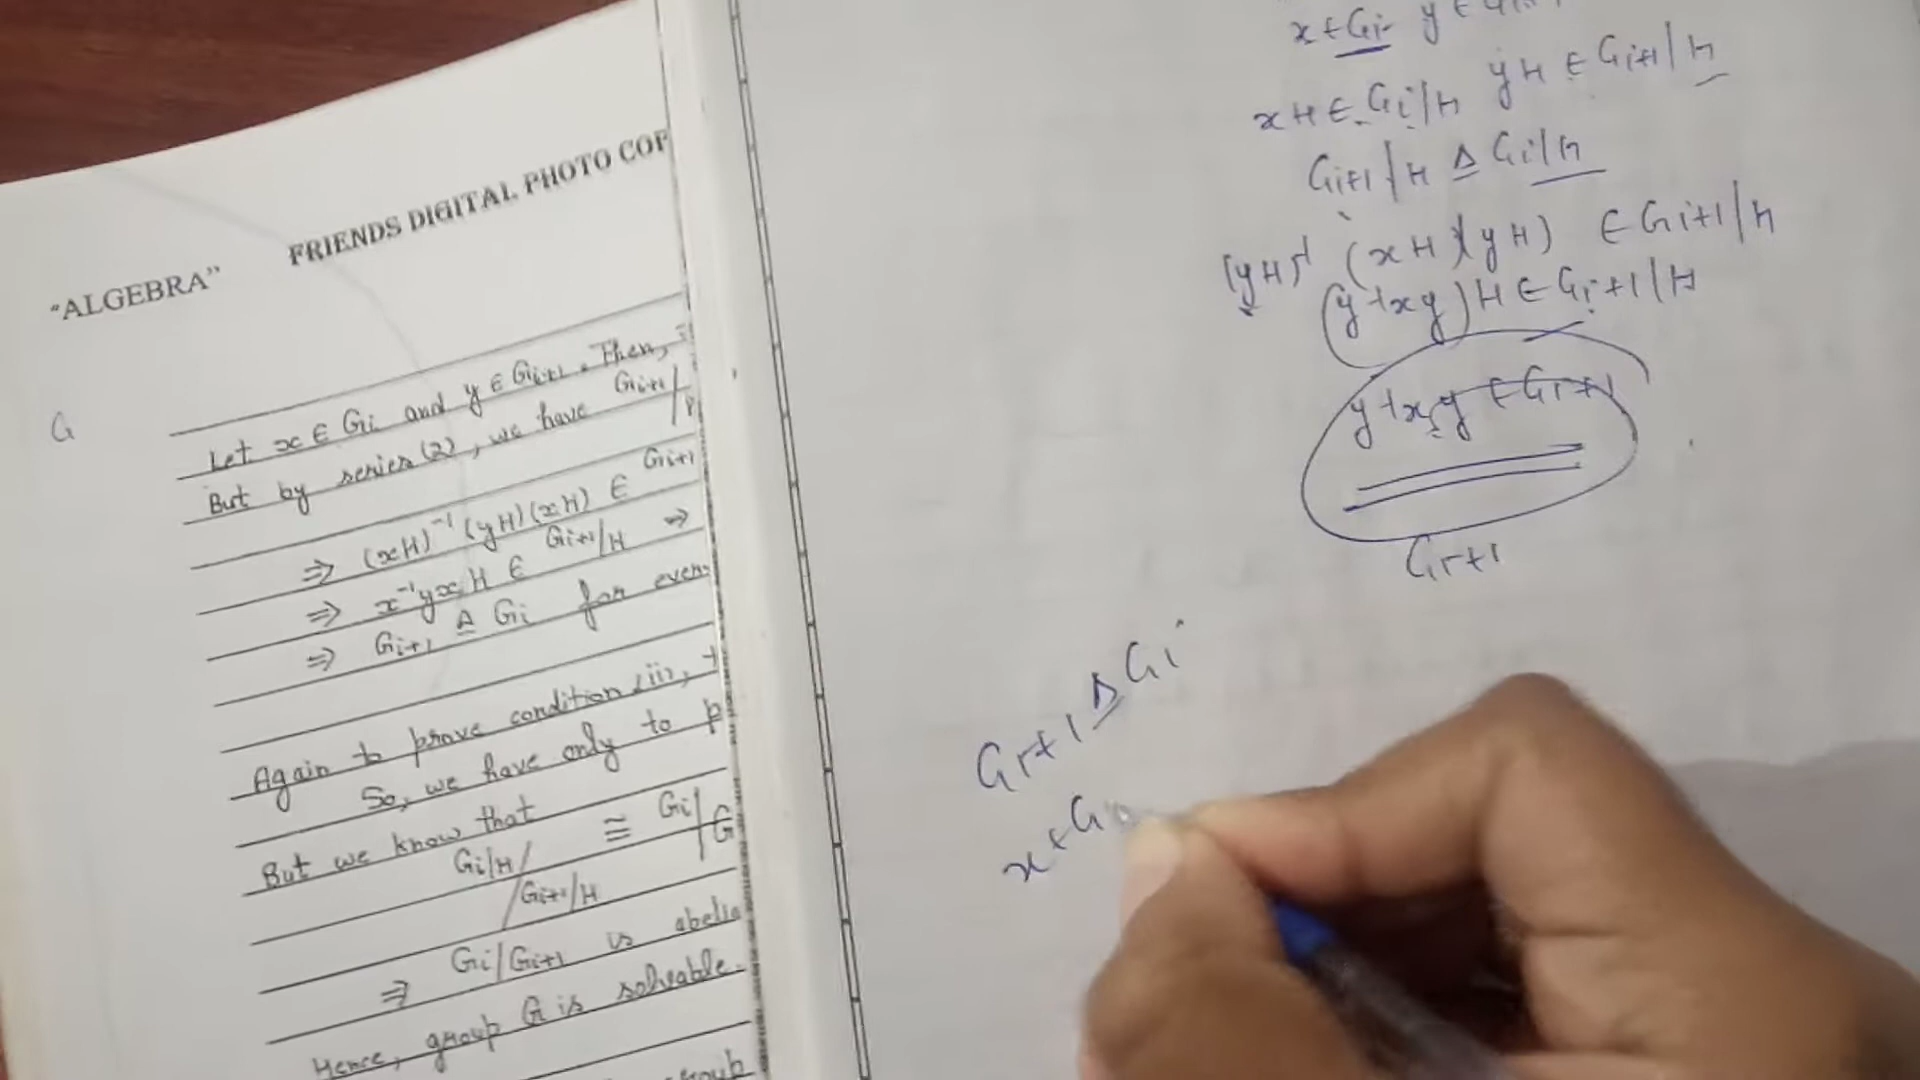 "ALGEBRA" FRIENDS DIGITAL PHOTO COP
G
Let x ∈ Gi and y ∈ Gi+1. Then,
But by series (2), we have Gi+1/
⇒ (xH)⁻¹ (yH) (xH) ∈ Gi+1
⇒ x⁻¹yx H ∈ Gi+1/H ⇒
⇒ Gi+1 ⊴ Gi for ever
Again to prove condition (ii),
So, we have only to p
But we know that
Gi/H / Gi+1/H ≅ Gi/G
⇒ Gi/Gi+1 is abelia
Hence, group G is solveable.
x ∈ Gi y ∈
xH ∈ Gi/H yH ∈ Gi+1/H
Gi+1/H ⊴ Gi/H
(yH)⁻¹ (xH)(yH) ∈ Gi+1/H
(y⁻¹xy)H ∈ Gi+1/H
y⁻¹xy ∈ Gi+1
Gi+1
Gi+1 ⊴ Gi
x ∈ G